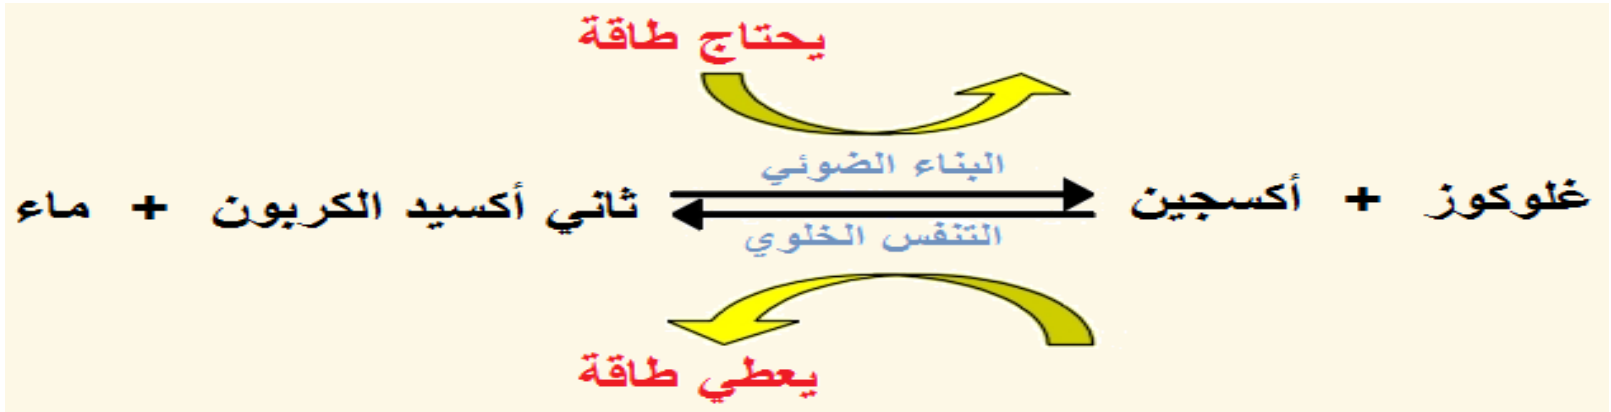 يحتاج طاقة
البناء الضوئي
غلوكوز + أكسجين ثاني أكسيد الكربون + ماء
التنفس الخلوي
يعطي طاقة